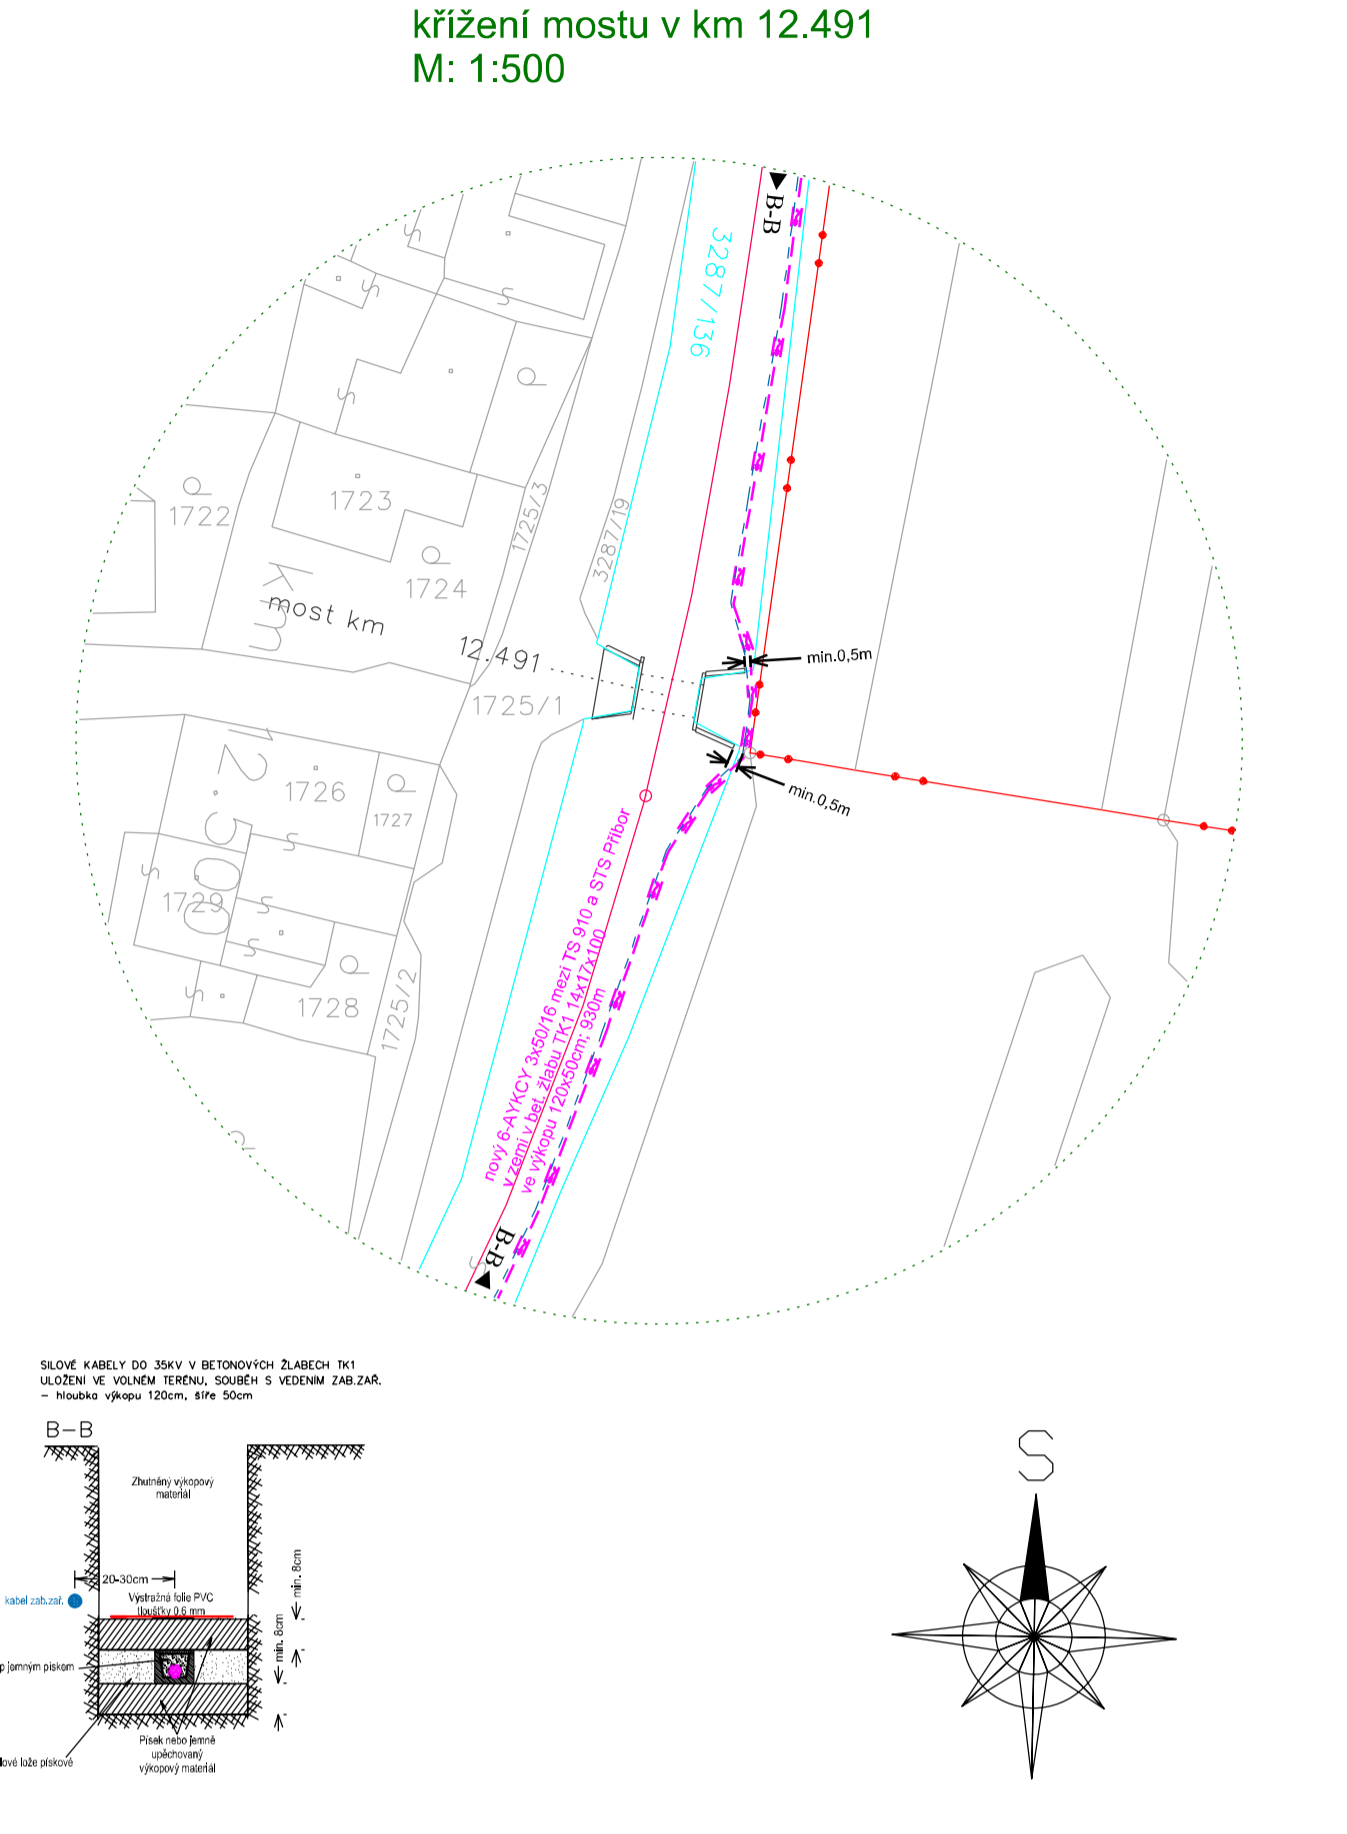 křížení mostu v km 12.491
M: 1:500
B-B
3287/136
1722
1723
1724
1725/3
3287/19
km 12.500
most km
12.491
1725/1
min.0,5m
min.0,5m
1726
1727
1729
1728
1725/2
nový 6-AYKCY 3x50/16 mezi TS 910 a STS Příbor
v zemi v bet. žlabu TK1 14x17x100
ve výkopu 120x50cm; 930m
B-B
SILOVÉ KABELY DO 35KV V BETONOVÝCH ŽLABECH TK1
ULOŽENÍ VE VOLNÉM TERÉNU, SOUBĚH S VEDENÍM ZAB.ZAŘ.
- hloubka výkopu 120cm, šíře 50cm
B-B
Zhutněný výkopový
materiál
20-30cm
kabel zab.zař.
Výstražná folie PVC
tloušťky 0.6 mm
min. 8cm
min. 8cm
p jemným pískem
lové lože pískové
Písek nebo jemně
upěchovaný
výkopový materiál
S